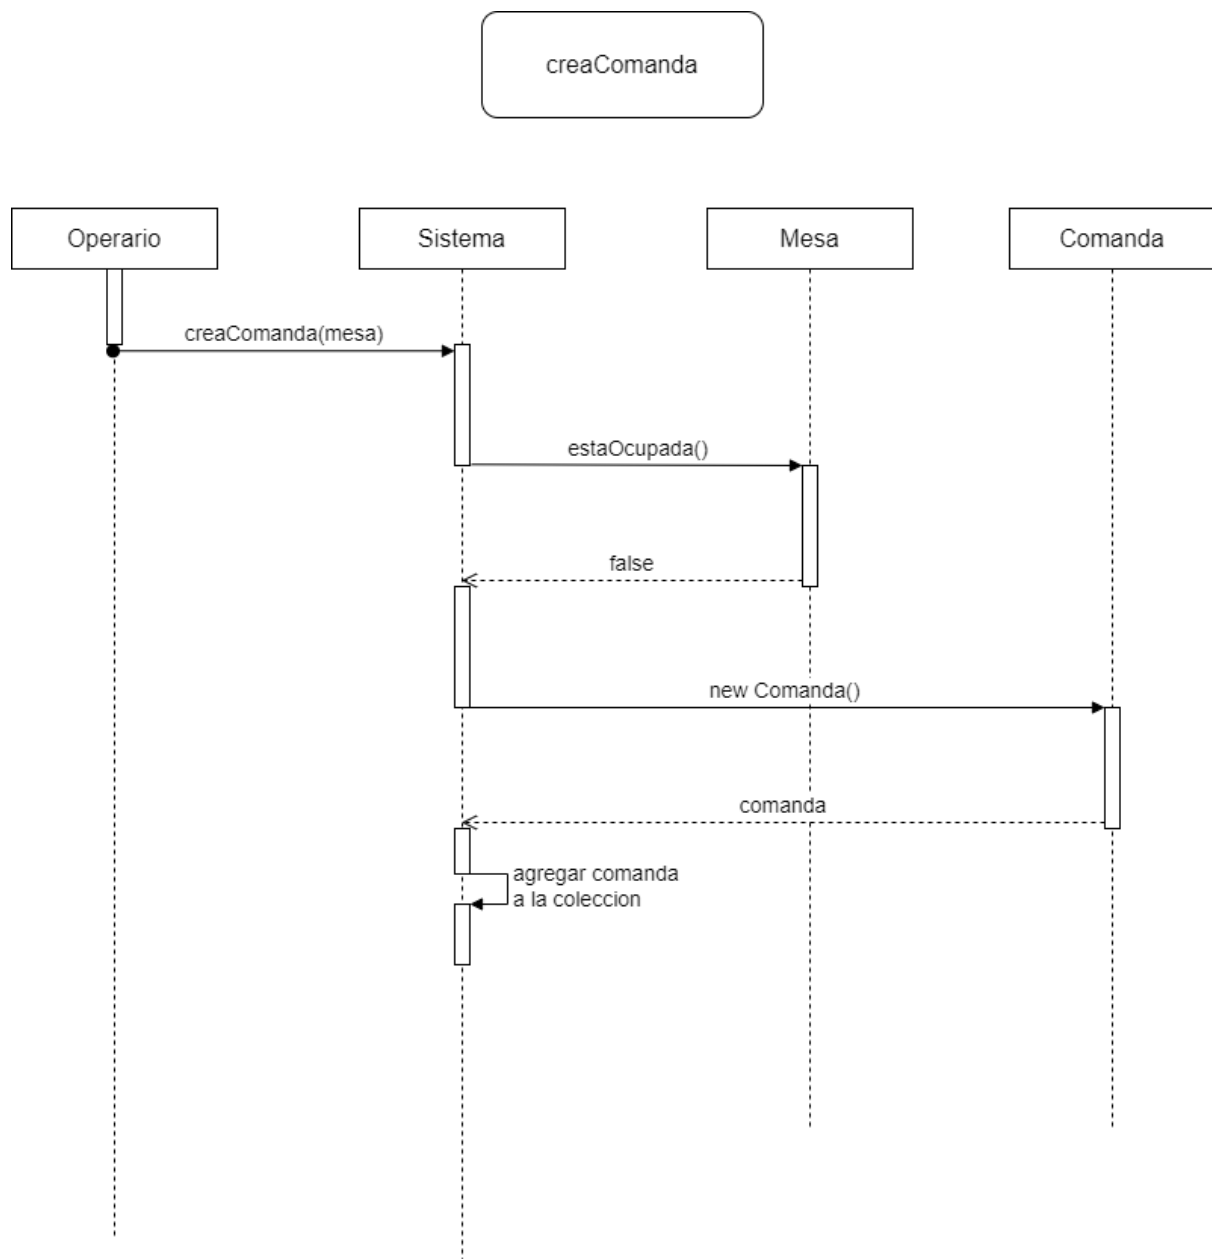 creaComanda
Operario
Sistema
Mesa
Comanda
creaComanda(mesa)
estaOcupada()
false
new Comanda()
comanda
agregar comanda
a la coleccion